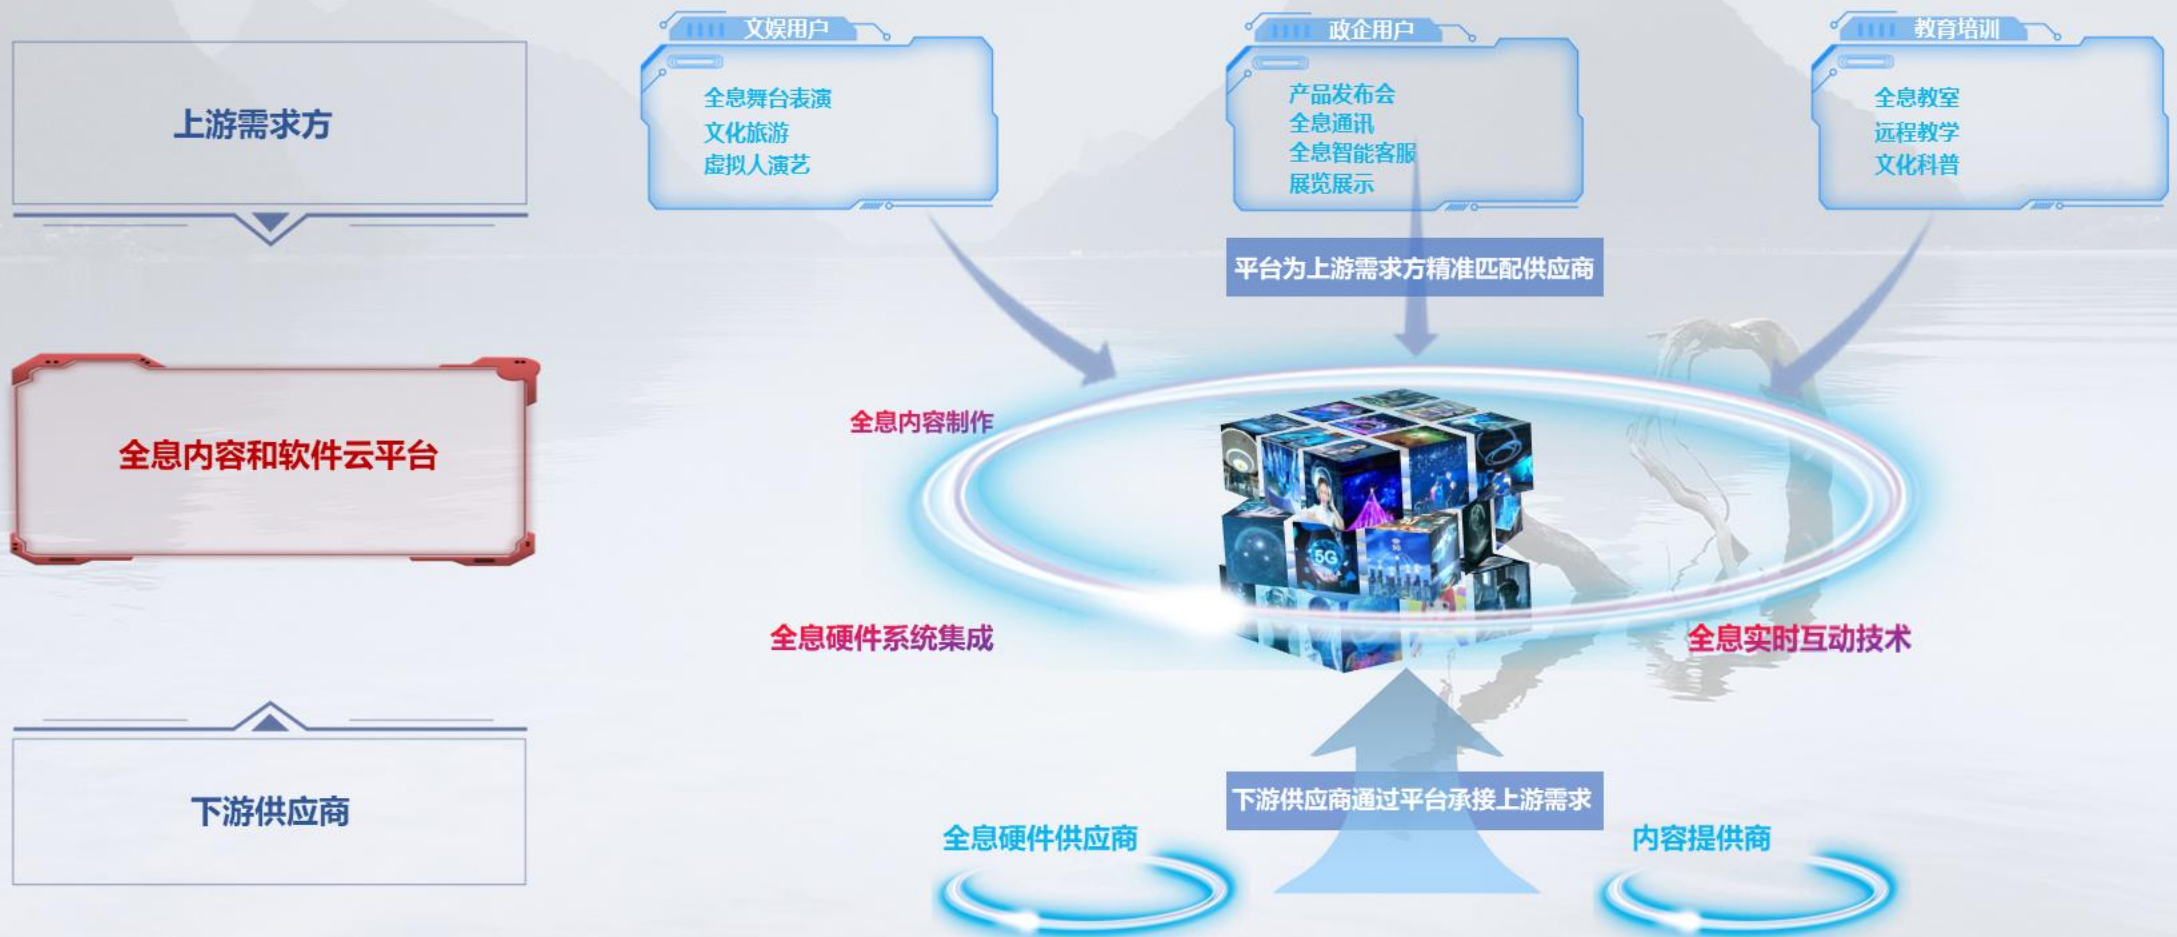 上游需求方
文娱用户
全息舞台表演
文化旅游
虚拟人演艺
政企用户
产品发布会
全息通讯
全息智能客服
展览展示
教育培训
全息教室
远程教学
文化科普
平台为上游需求方精准匹配供应商
全息内容和软件云平台
全息内容制作
5G
全息硬件系统集成
全息实时互动技术
下游供应商
下游供应商通过平台承接上游需求
全息硬件供应商
内容提供商